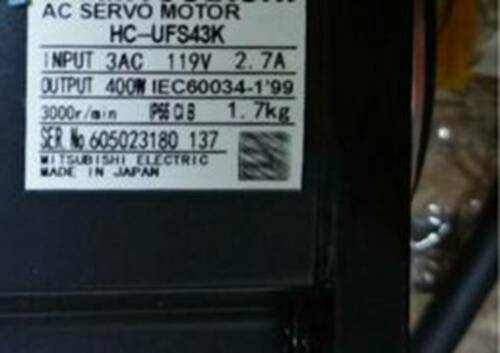 AC SERVO MOTOR
HC-UFS43K
INPUT 3AC 119V 2.7A
OUTPUT 400W IEC60034-1'99
3000r/min IP65 Cl B 1.7kg
SER.No 605023180 137
MITSUBISHI ELECTRIC
MADE IN JAPAN